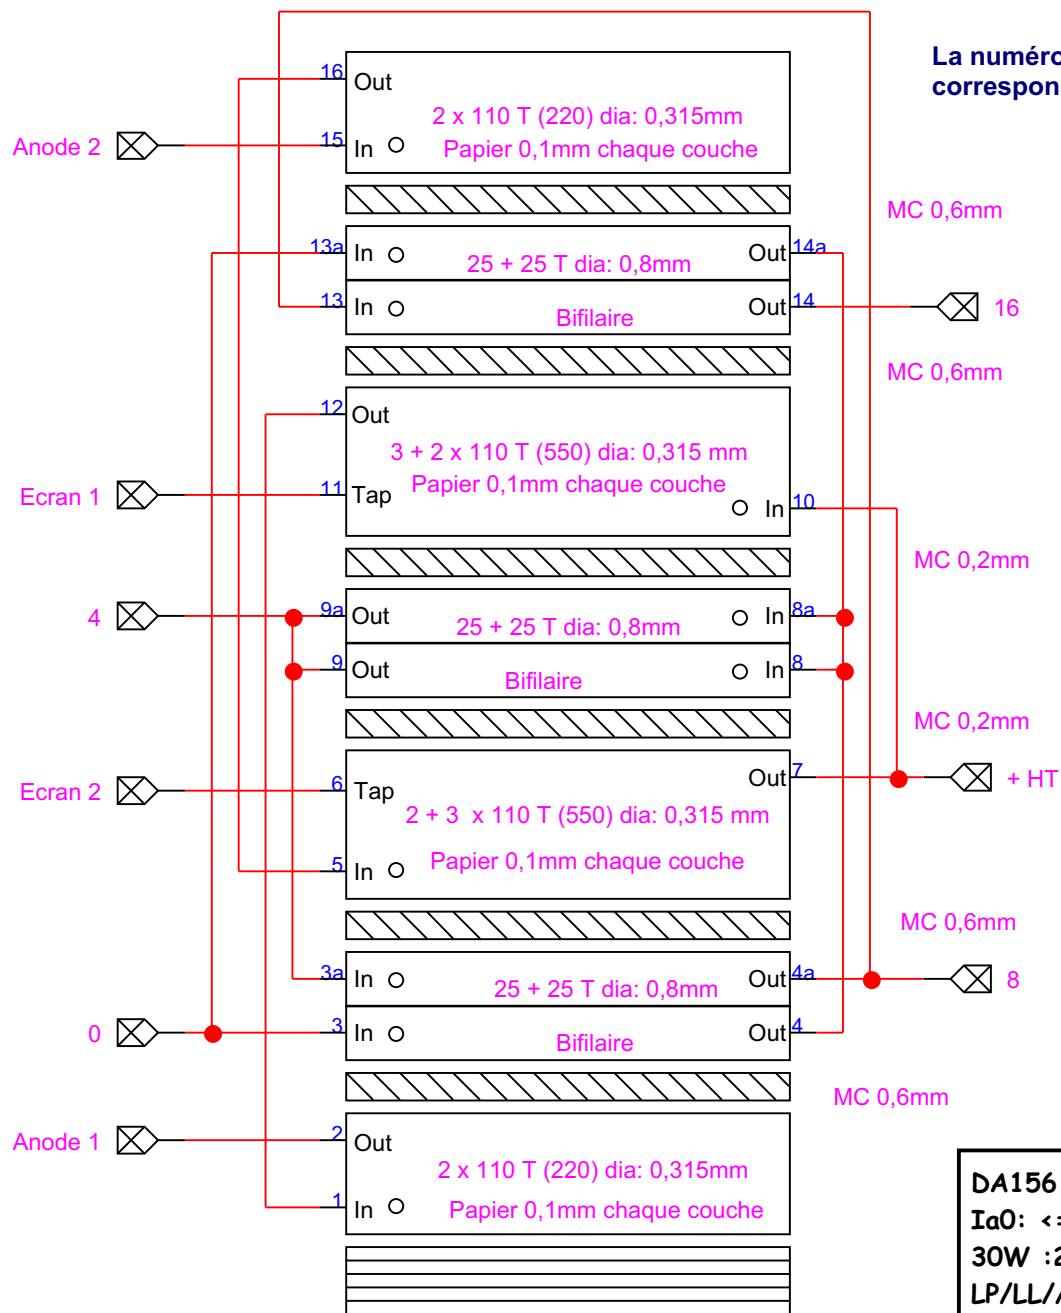 La numéro
correspon
16
Out
2 x 110 T (220) dia: 0,315mm
Anode 2
15
In
Papier 0,1mm chaque couche
MC 0,6mm
13a
In
25 + 25 T dia: 0,8mm
Out
14a
13
In
Bifilaire
Out
14
16
MC 0,6mm
12
Out
3 + 2 x 110 T (550) dia: 0,315 mm
Papier 0,1mm chaque couche
Ecran 1
11
Tap
In
10
MC 0,2mm
4
9a
Out
25 + 25 T dia: 0,8mm
In
8a
9
Out
Bifilaire
In
8
MC 0,2mm
Out
7
+ HT
Ecran 2
6
Tap
2 + 3 x 110 T (550) dia: 0,315 mm
5
In
Papier 0,1mm chaque couche
MC 0,6mm
3a
In
25 + 25 T dia: 0,8mm
Out
4a
8
0
3
In
Bifilaire
Out
4
MC 0,6mm
Anode 1
2
Out
2 x 110 T (220) dia: 0,315mm
1
In
Papier 0,1mm chaque couche
DA156
Ia0: <
30W :2
LP/LL/